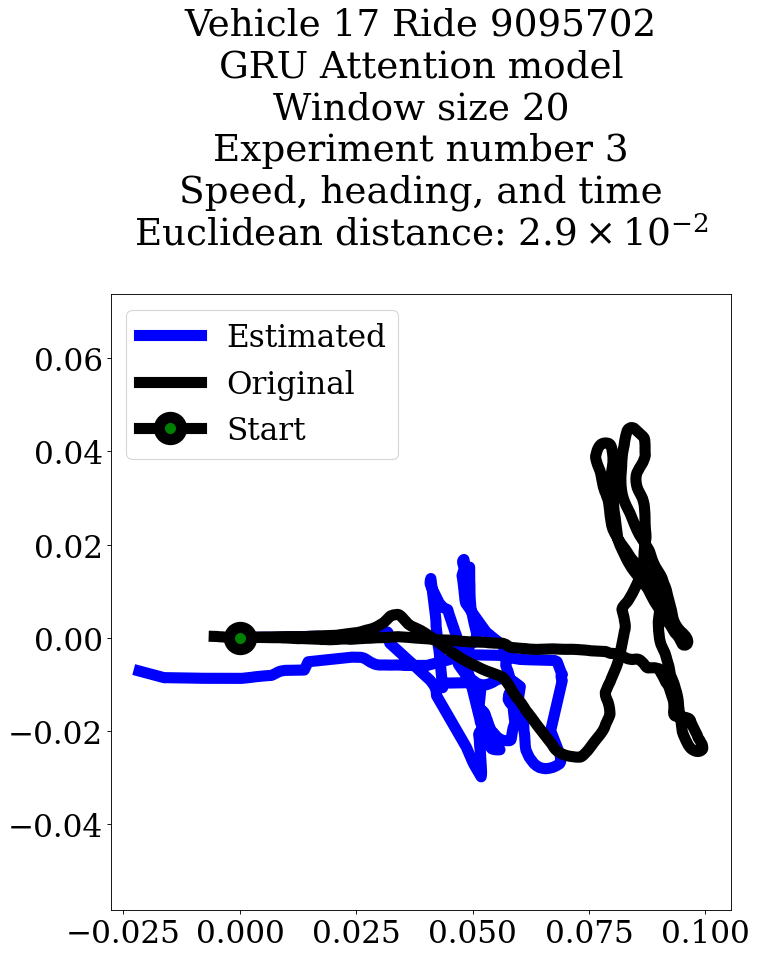 Vehicle 17 Ride 9095702
GRU Attention model
Window size 20
Experiment number 3
Speed, heading, and time
Euclidean distance: 2.9 × 10⁻²
Estimated
Original
Start
0.06
0.04
0.02
0.00
−0.02
−0.04
−0.025 0.000 0.025 0.050 0.075 0.100